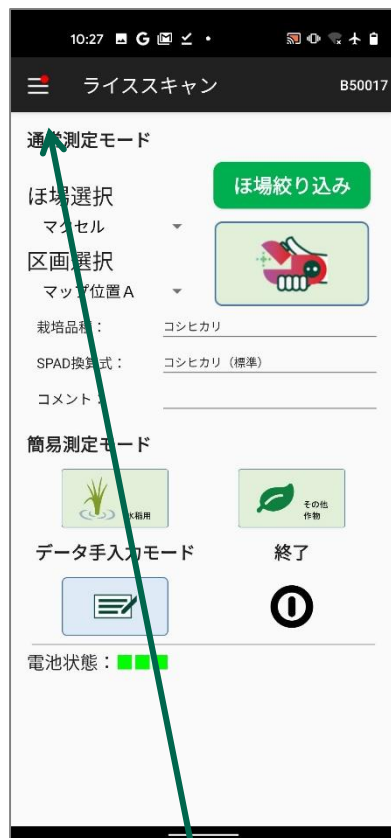 10:27
ライススキャン B50017
通常測定モード
ほ場選択
ほ場絞り込み
マクセル
区画選択
マップ位置A
栽培品種： コシヒカリ
SPAD換算式： コシヒカリ（標準）
コメント：
簡易測定モード
水稲用
その他
作物
データ手入力モード 終了
電池状態：